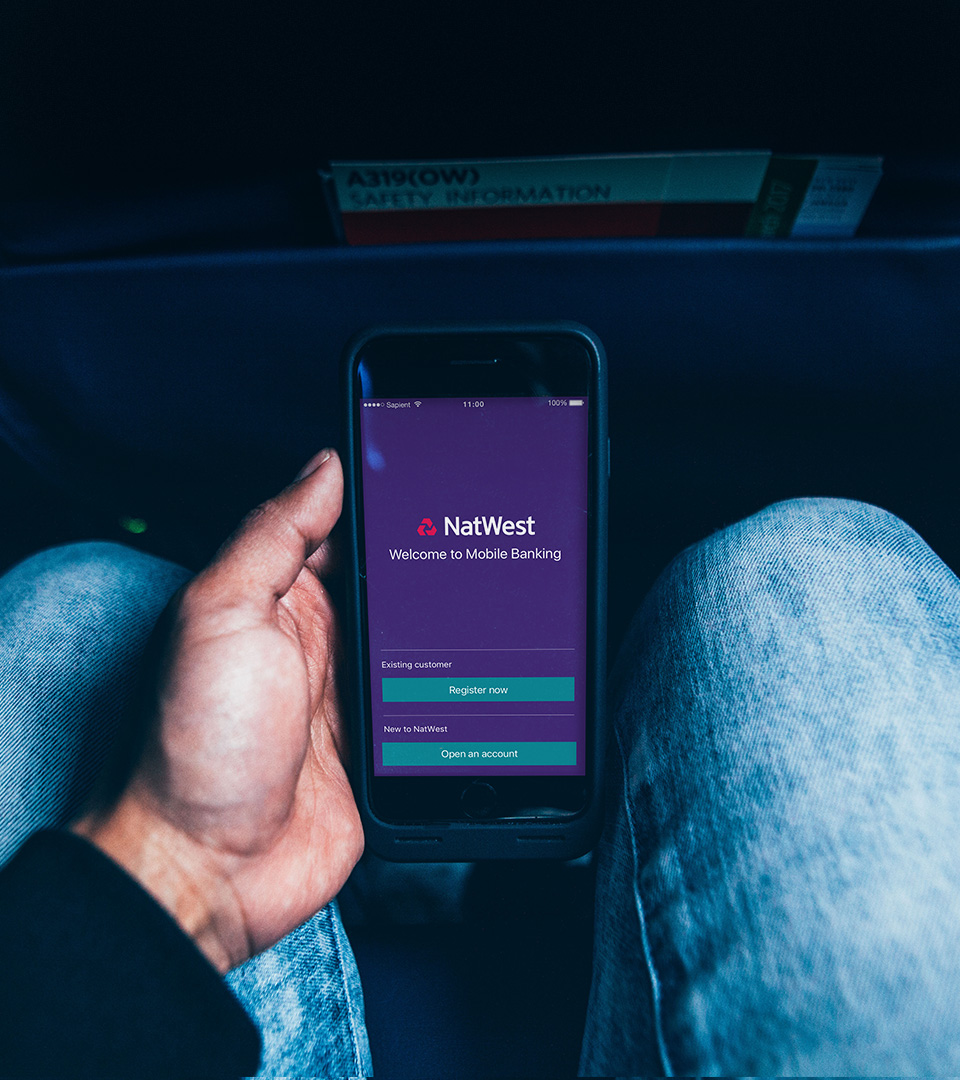 A319(OW)
SAFETY INFORMATION
2017
Sapient
11:00
100%
NatWest
Welcome to Mobile Banking
Existing customer
Register now
New to NatWest
Open an account